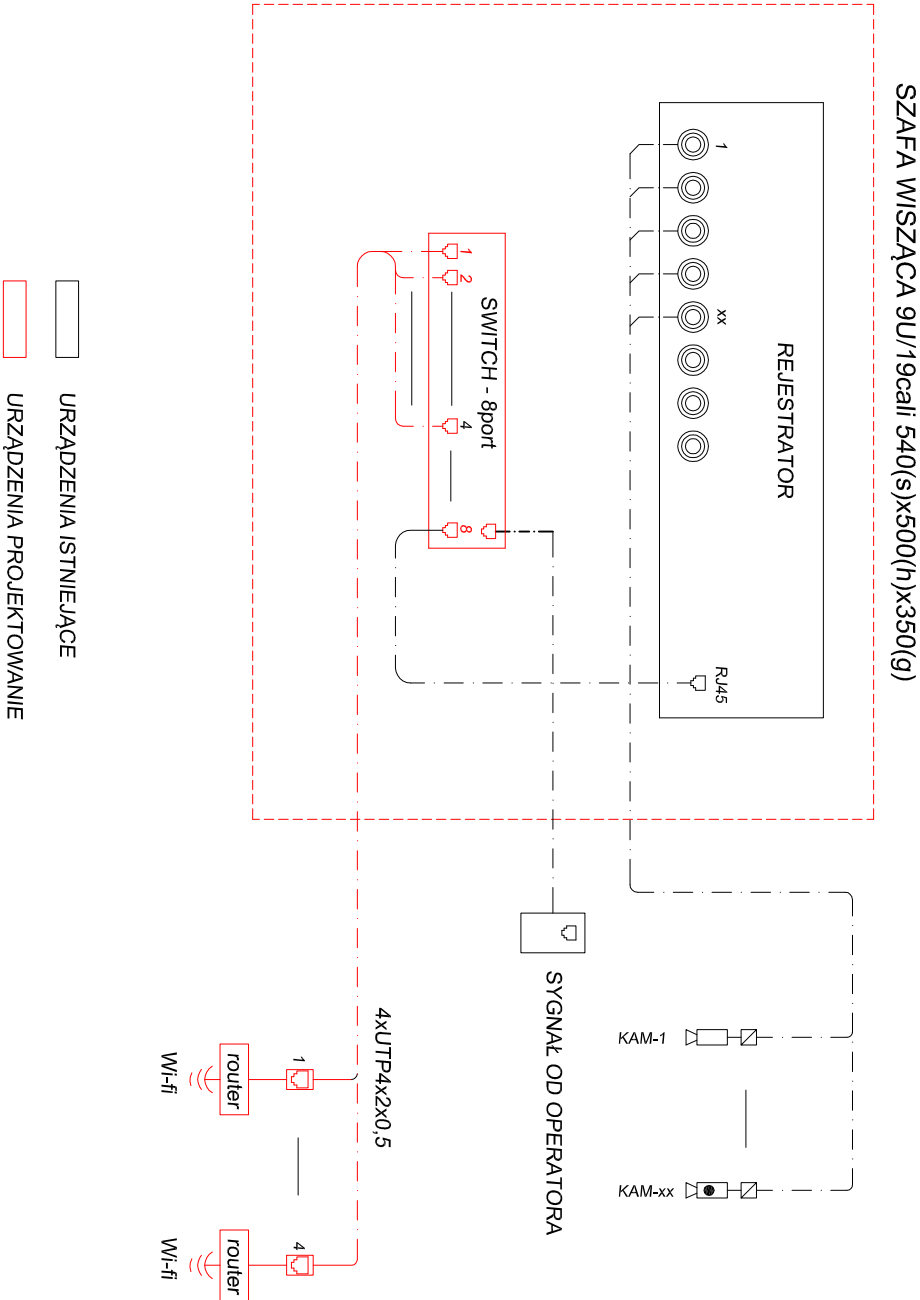 SZAFA WISZĄCA 9U/19cali 540(s)x500(h)x350(g)
REJESTRATOR
1
xx
RJ45
SWITCH - 8port
1
2
4
8
KAM-1
KAM-xx
SYGNAŁ OD OPERATORA
4xUTP4x2x0,5
1
4
router
router
Wi-fi
Wi-fi
URZĄDZENIA ISTNIEJĄCE
URZĄDZENIA PROJEKTOWANIE